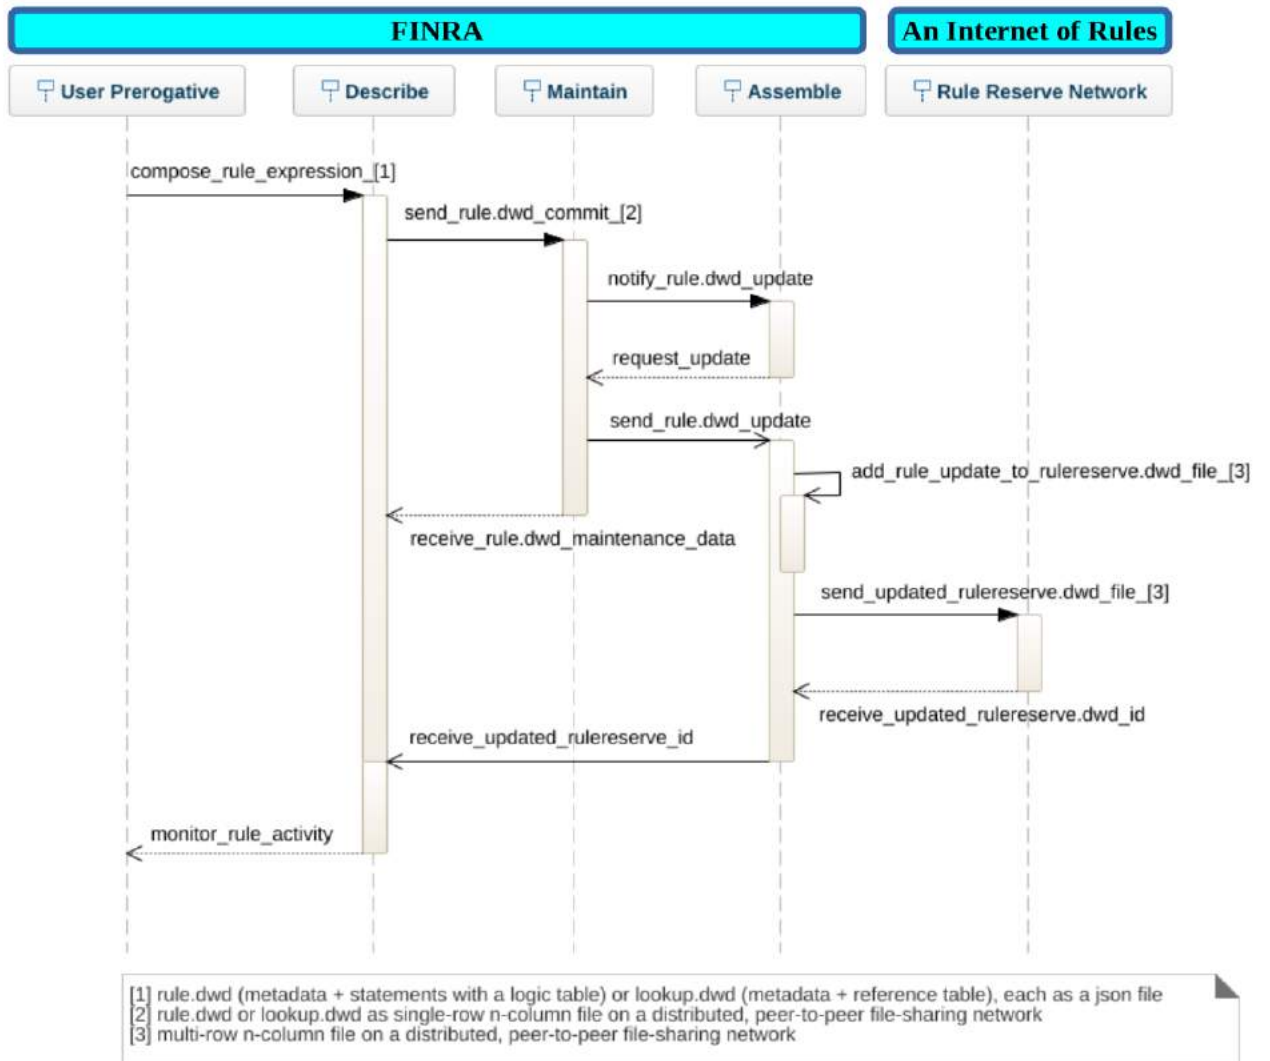 FINRA
An Internet of Rules
User Prerogative
Describe
Maintain
Assemble
Rule Reserve Network
compose_rule_expression_[1]
send_rule.dwd_commit_[2]
notify_rule.dwd_update
request_update
send_rule.dwd_update
add_rule_update_to_rulereserve.dwd_file_[3]
receive_rule.dwd_maintenance_data
send_updated_rulereserve.dwd_file_[3]
receive_updated_rulereserve.dwd_id
receive_updated_rulereserve_id
monitor_rule_activity
[1] rule.dwd (metadata + statements with a logic table) or lookup.dwd (metadata + reference table), each as a json file
[2] rule.dwd or lookup.dwd as single-row n-column file on a distributed, peer-to-peer file-sharing network
[3] multi-row n-column file on a distributed, peer-to-peer file-sharing network